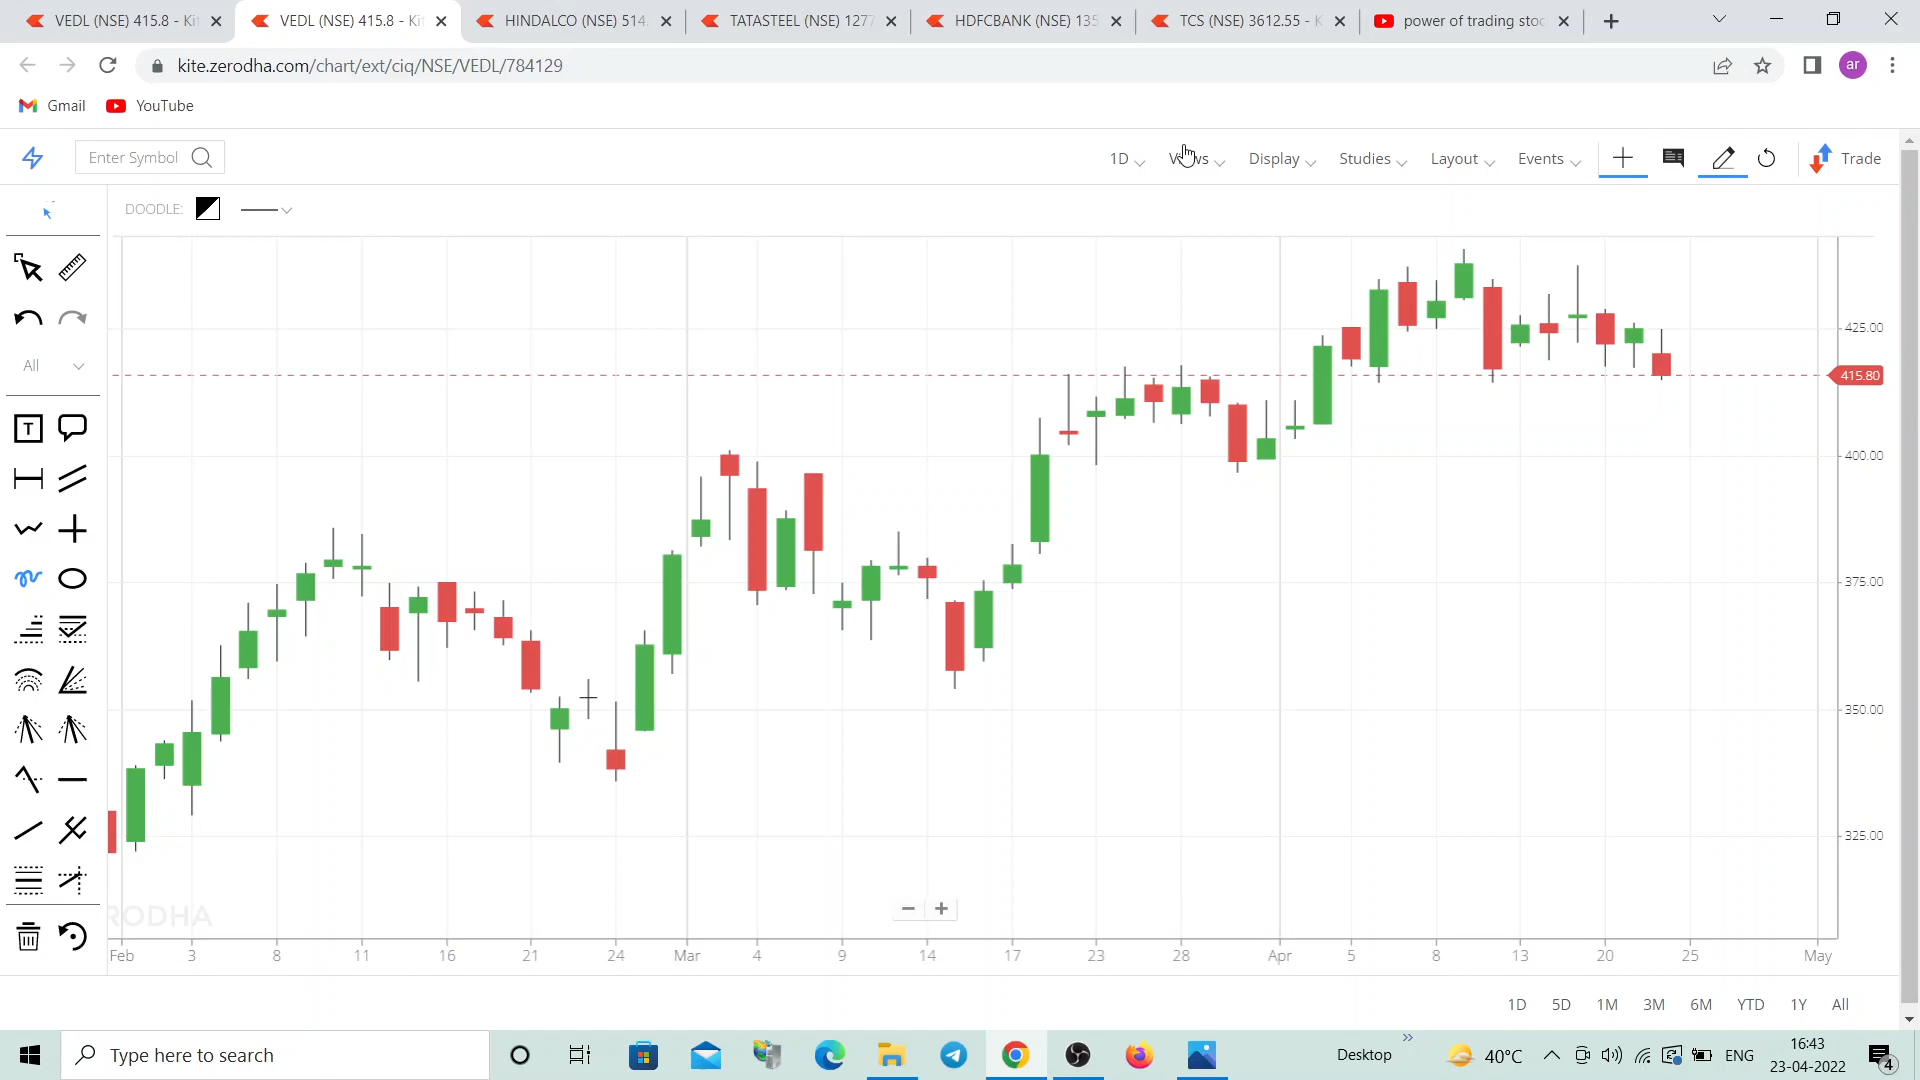 VEDL (NSE) 415.8 - Ki
VEDL (NSE) 415.8 - Ki
HINDALCO (NSE) 514.
TATASTEEL (NSE) 127
HDFCBANK (NSE) 135
TCS (NSE) 3612.55 - K
power of trading stoc
kite.zerodha.com/chart/ext/ciq/NSE/VEDL/784129
ar
Gmail
YouTube
Enter Symbol
1D
Views
Display
Studies
Layout
Events
Trade
DOODLE:
All
T
425.00
415.80
400.00
375.00
350.00
325.00
RODHA
Feb 3 8 11 16 21 24 Mar 4 9 14 17 23 28 Apr 5 8 13 20 25 May
1D 5D 1M 3M 6M YTD 1Y All
Type here to search
Desktop
40°C
ENG
16:43
23-04-2022
4